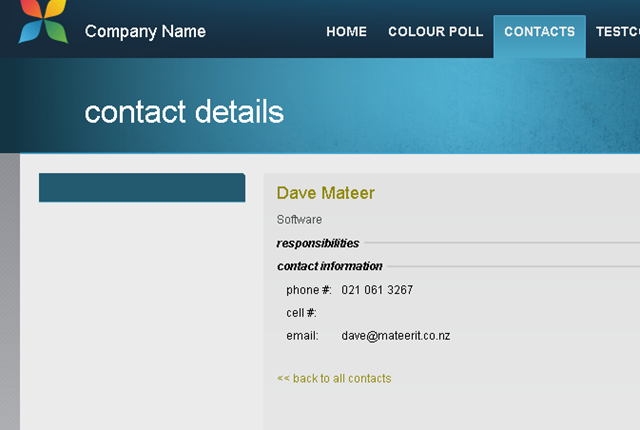 Company Name
HOME COLOUR POLL CONTACTS
contact details
Dave Mateer
Software
responsibilities
contact information
phone #: 021 061 3267
cell #:
email: dave@mateerit.co.nz
<< back to all contacts